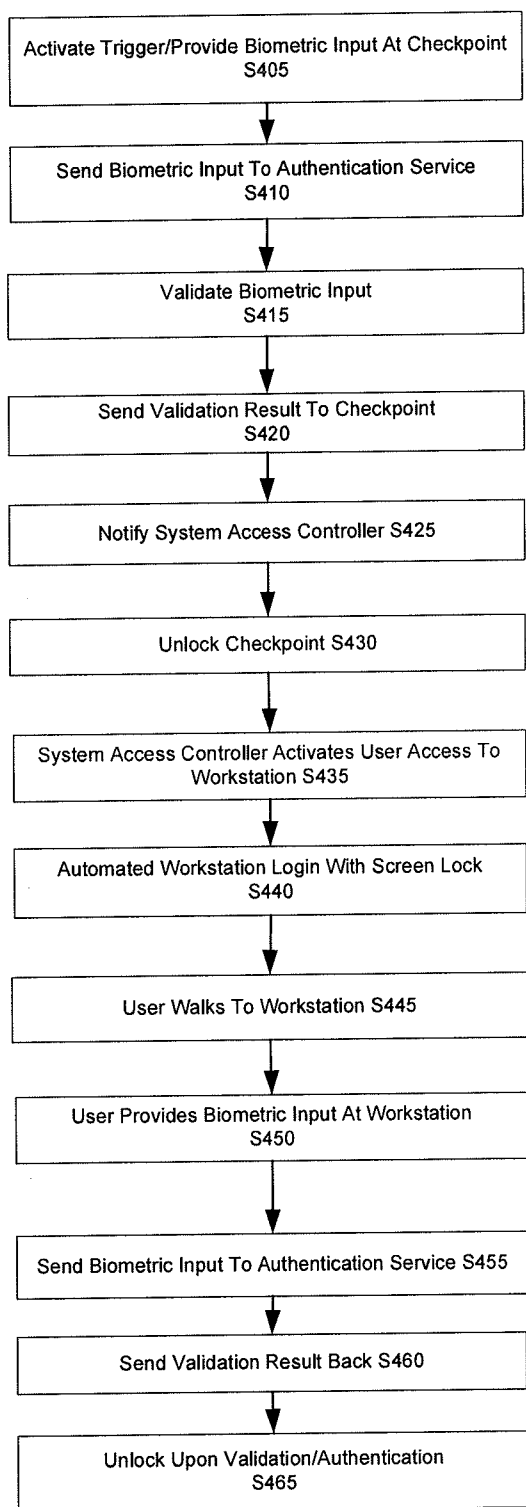 Activate Trigger/Provide Biometric Input At Checkpoint
S405
Send Biometric Input To Authentication Service
S410
Validate Biometric Input
S415
Send Validation Result To Checkpoint
S420
Notify System Access Controller S425
Unlock Checkpoint S430
System Access Controller Activates User Access To
Workstation S435
Automated Workstation Login With Screen Lock
S440
User Walks To Workstation S445
User Provides Biometric Input At Workstation
S450
Send Biometric Input To Authentication Service S455
Send Validation Result Back S460
Unlock Upon Validation/Authentication
S465